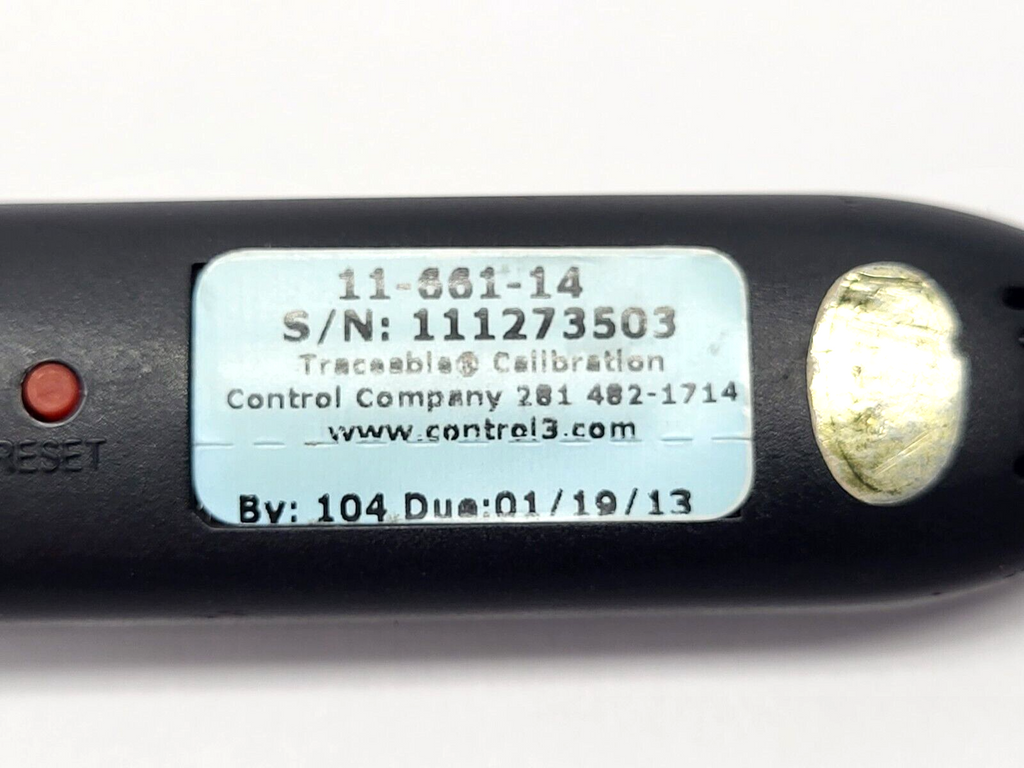 11-661-14
S/N: 111273503
Traceable® Calibration
Control Company 281 482-1714
www.control3.com
By: 104 Due:01/19/13
RESET